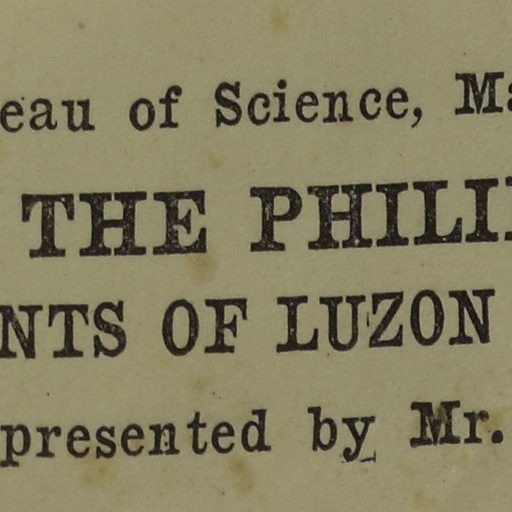 eau of Science, Ma
THE PHILI
NTS OF LUZON
presented by Mr.